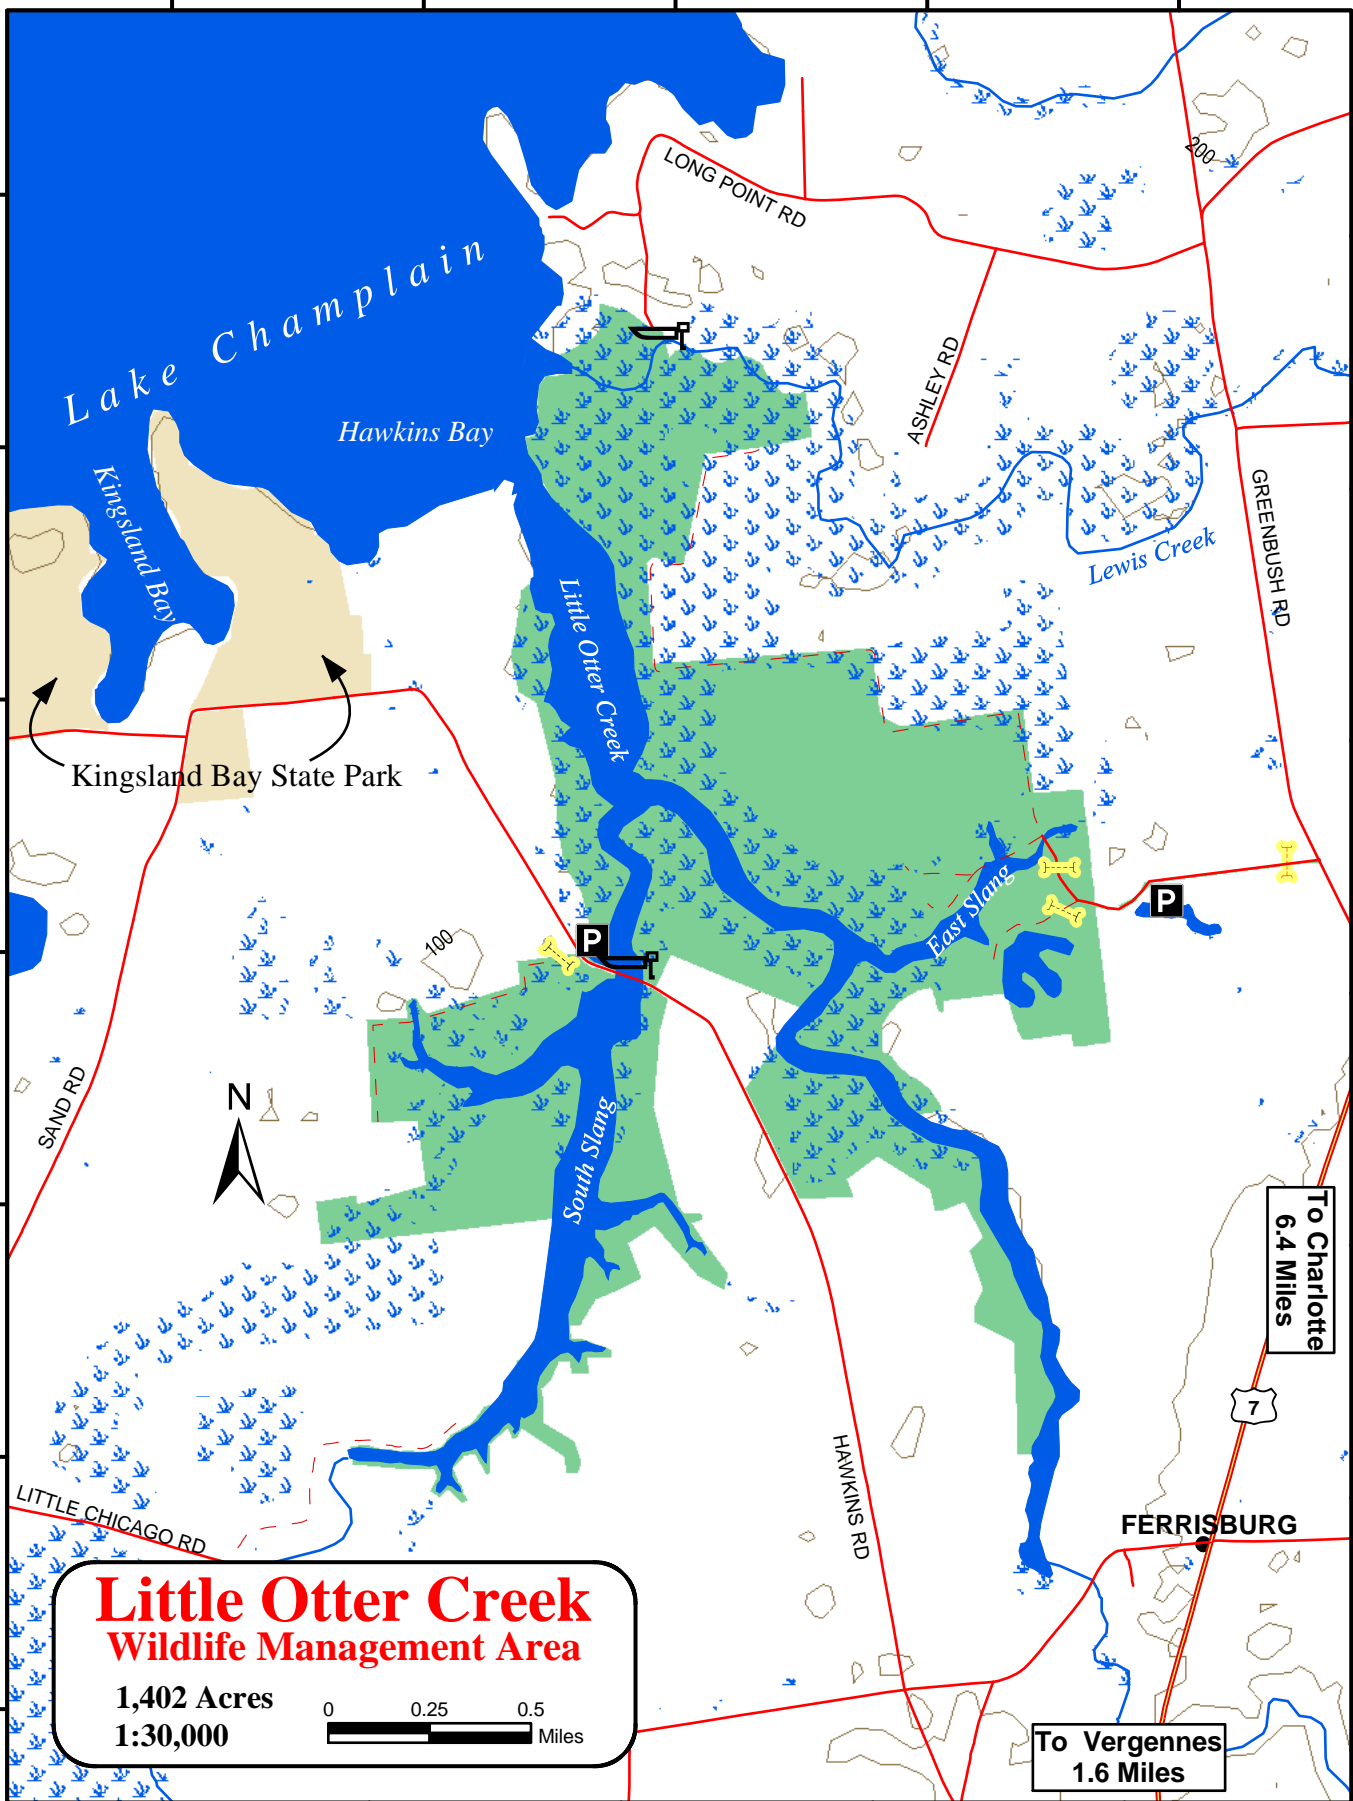 LONG POINT RD
200
Lake Champlain
ASHLEY RD
Hawkins Bay
Kingsland Bay
GREENBUSH RD
Lewis Creek
Little Otter Creek
Kingsland Bay State Park
East Slang
P
P
100
SAND RD
N
South Slang
To Charlotte
6.4 Miles
7
HAWKINS RD
LITTLE CHICAGO RD
FERRISBURG
Little Otter Creek
Wildlife Management Area
1,402 Acres
1:30,000
0 0.25 0.5
Miles
To Vergennes
1.6 Miles